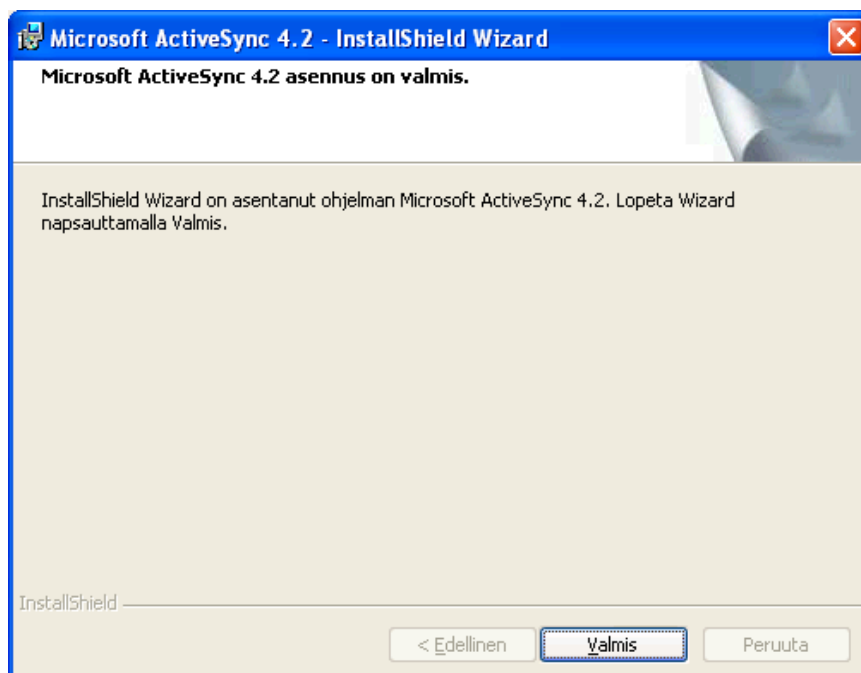 Microsoft ActiveSync 4.2 - InstallShield Wizard
Microsoft ActiveSync 4.2 asennus on valmis.
InstallShield Wizard on asentanut ohjelman Microsoft ActiveSync 4.2. Lopeta Wizard
napsauttamalla Valmis.
InstallShield
< Edellinen Valmis Peruuta